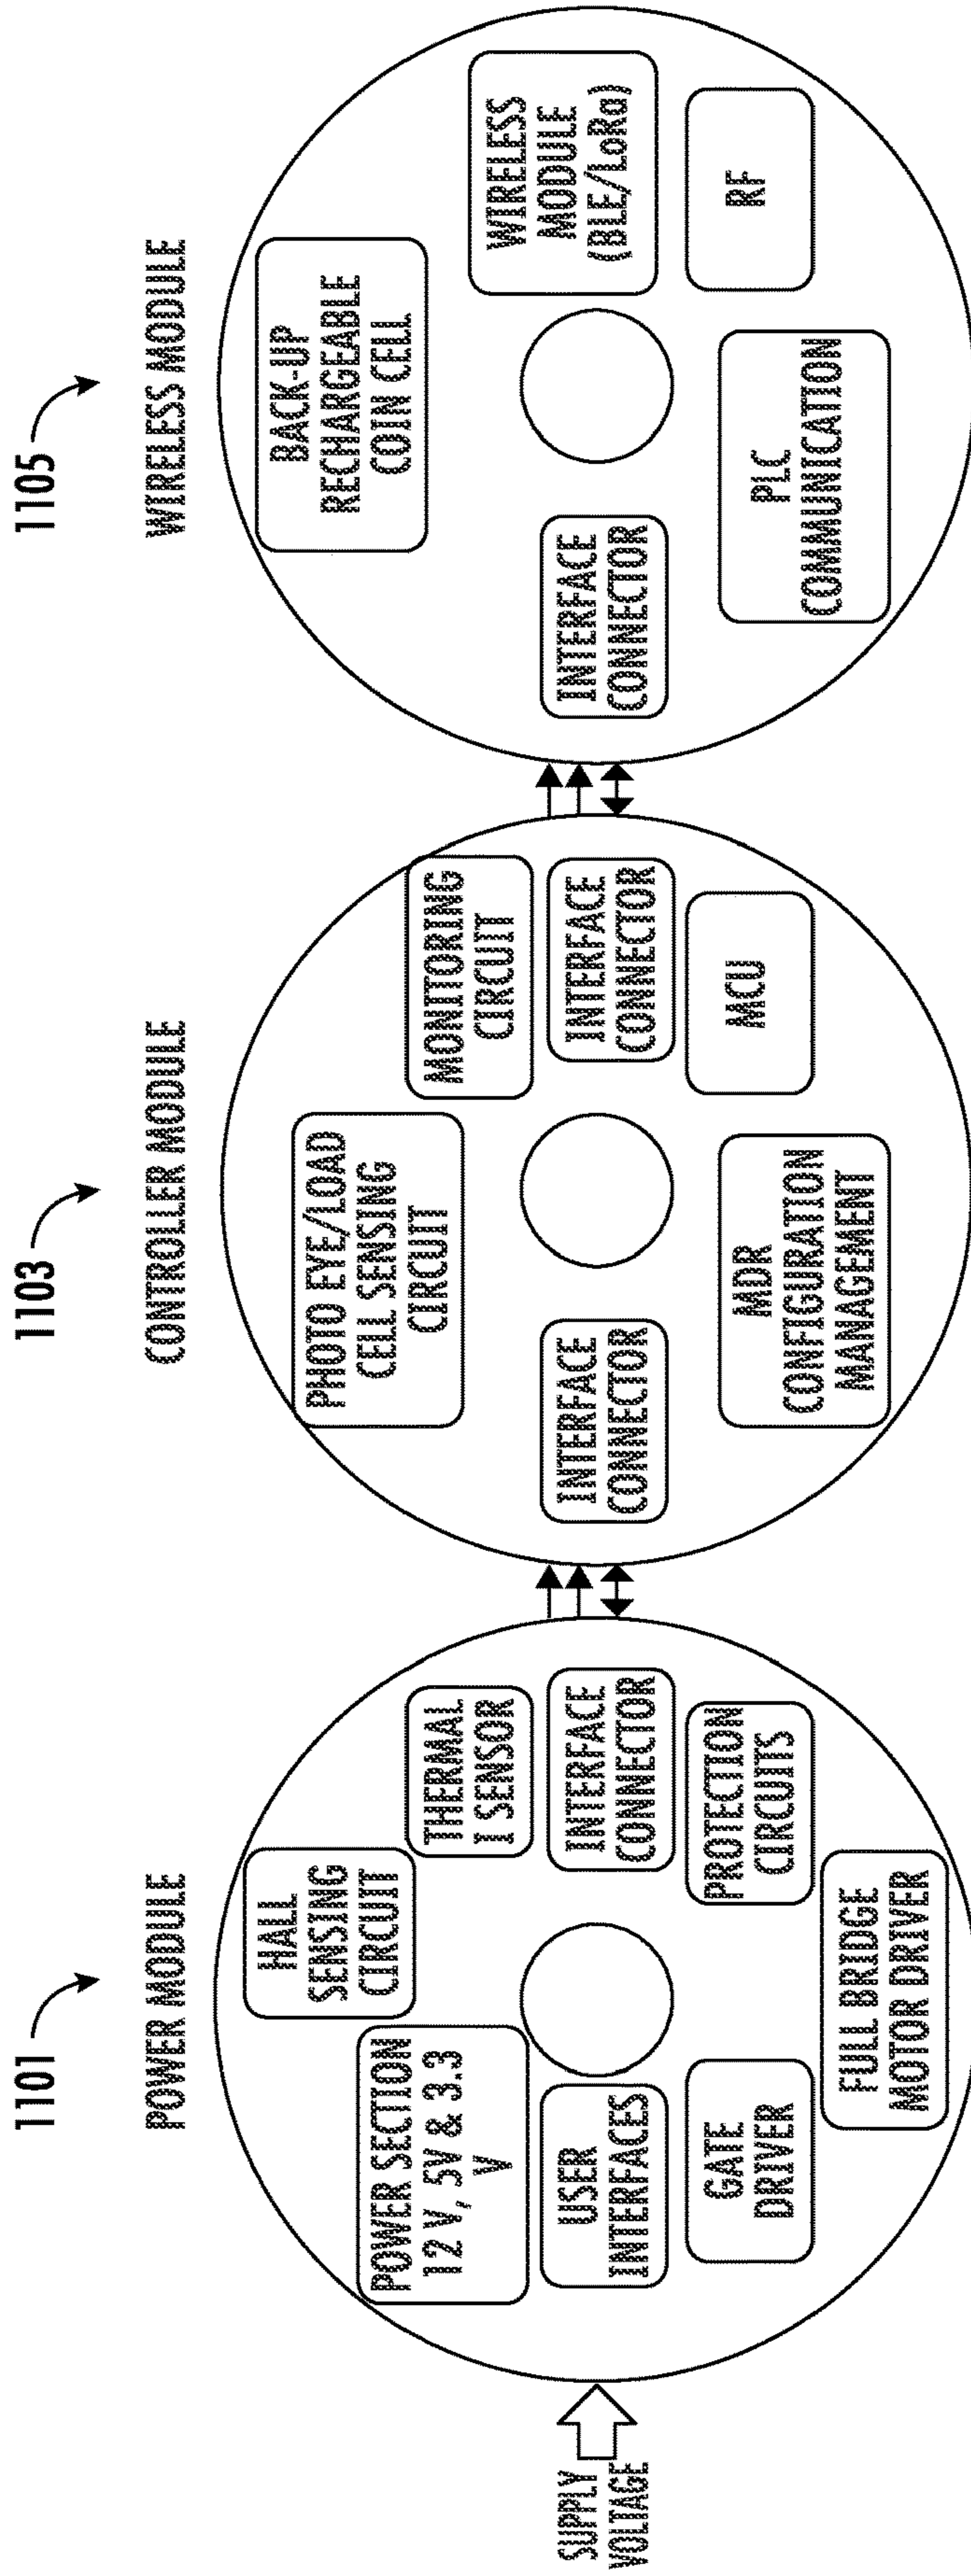 1101
POWER MODULE
SUPPLY
VOLTAGE
POWER SECTION
12 V, 5V & 3.3
V
HALL
SENSING
CIRCUIT
THERMAL
I SENSOR
USER
INTERFACES
INTERFACE
CONNECTOR
GATE
DRIVER
PROTECTION
CIRCUITS
FULL BRIDGE
MOTOR DRIVER
1103
CONTROLLER MODULE
PHOTO EYE/LOAD
CELL SENSING
CIRCUIT
MONITORING
CIRCUIT
INTERFACE
CONNECTOR
INTERFACE
CONNECTOR
MDR
CONFIGURATION
MANAGEMENT
MCU
1105
WIRELESS MODULE
BACK-UP
RECHARGEABLE
COIN CELL
WIRELESS
MODULE
(BLE/LoRa)
INTERFACE
CONNECTOR
PLC
COMMUNICATION
RF